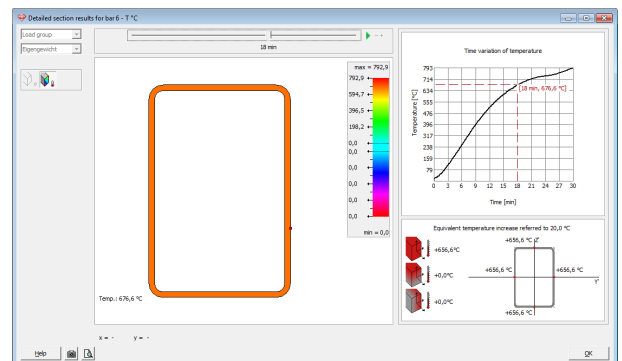 Detailed section results for bar 6 - T °C
Load group
Eigengewicht
18 min
max = 792,9
792,9
594,7
396,5
198,2
0,0
0,0
0,0
0,0
0,0
0,0
min = 0,0
Temp.: 676,6 °C
Time variation of temperature
Temperature [°C]
793
714
634
555
476
396
317
238
159
79
[18 min, 676,6 °C]
0 3 6 9 12 15 18 21 24 27 30
Time [min]
Equivalent temperature increase referred to 20,0 °C
+656,6°C
+0,0°C
+0,0°C
+656,6 °C Z'
+656,6 °C
+656,6 °C
Y'
+656,6 °C
x = - y = -
Help
OK